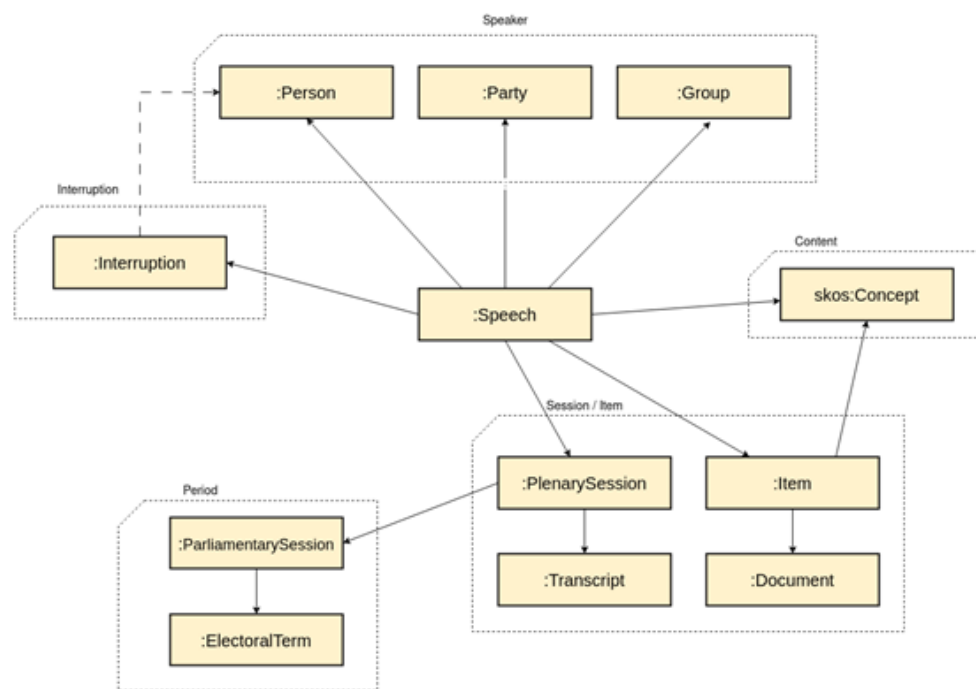 Speaker
:Person
:Party
:Group
Interruption
:Interruption
Content
skos:Concept
:Speech
Session / Item
:PlenarySession
:Item
Period
:ParliamentarySession
:Transcript
:Document
:ElectoralTerm